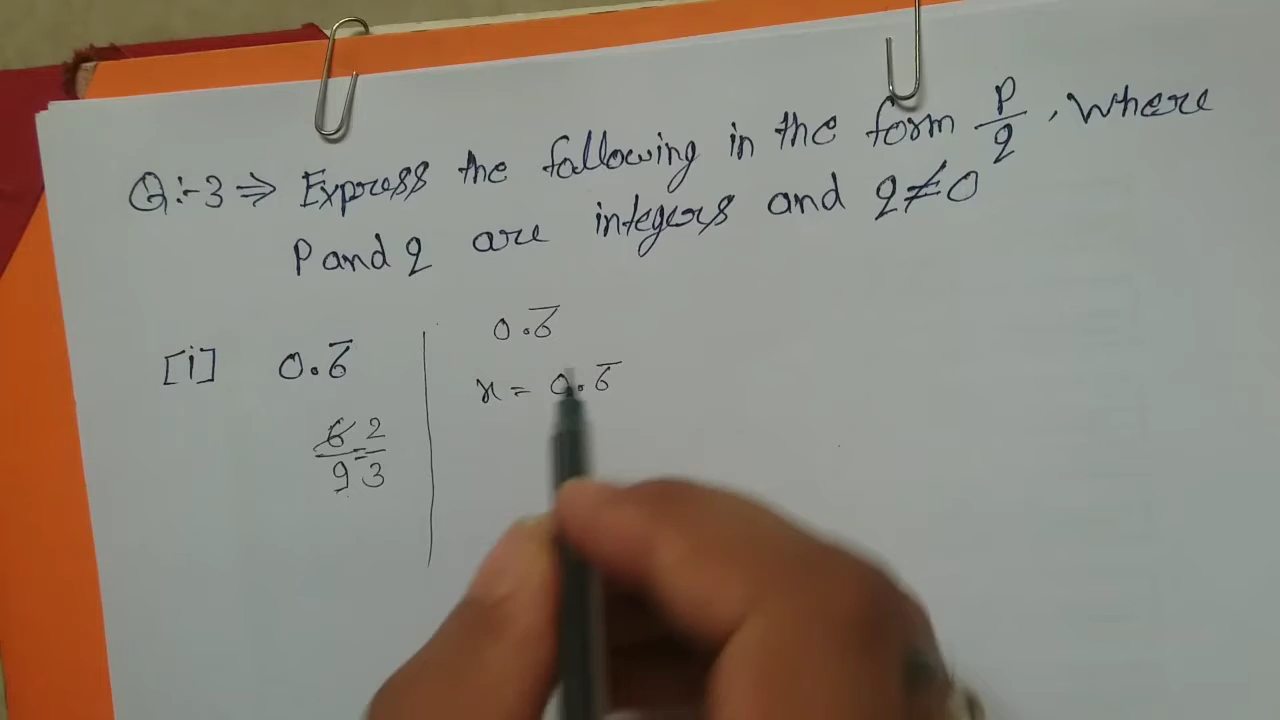 Q:-3⇒ Express the following in the form p/q, where
P and q are integers and q≠0
[i] 0.6̅
6/9=2/3
0.6̅
x = 0.6̅